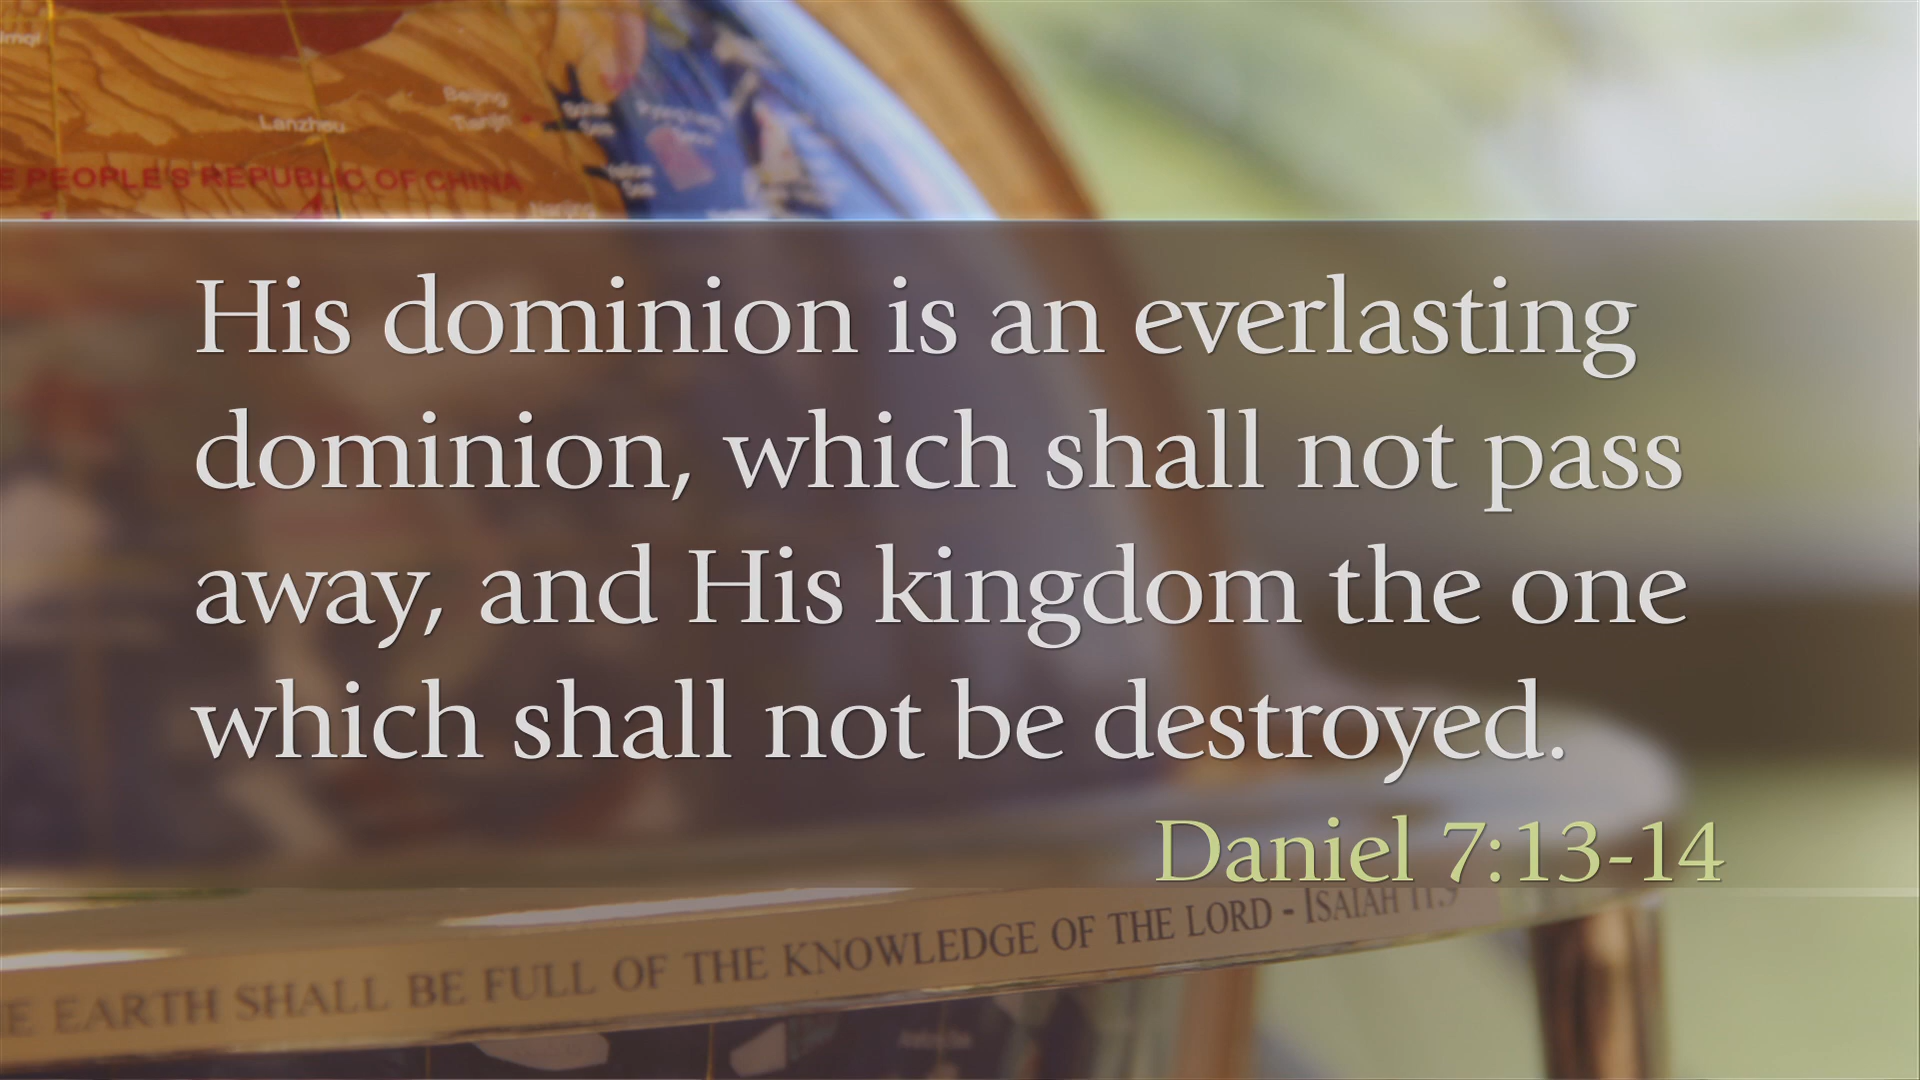 Lanzhou
Beijing
Tianjin
PEOPLE'S REPUBLIC OF CHINA
His dominion is an everlasting
dominion, which shall not pass
away, and His kingdom the one
which shall not be destroyed.
Daniel 7:13-14
EARTH SHALL BE FULL OF THE KNOWLEDGE OF THE LORD - ISAIAH 11:9